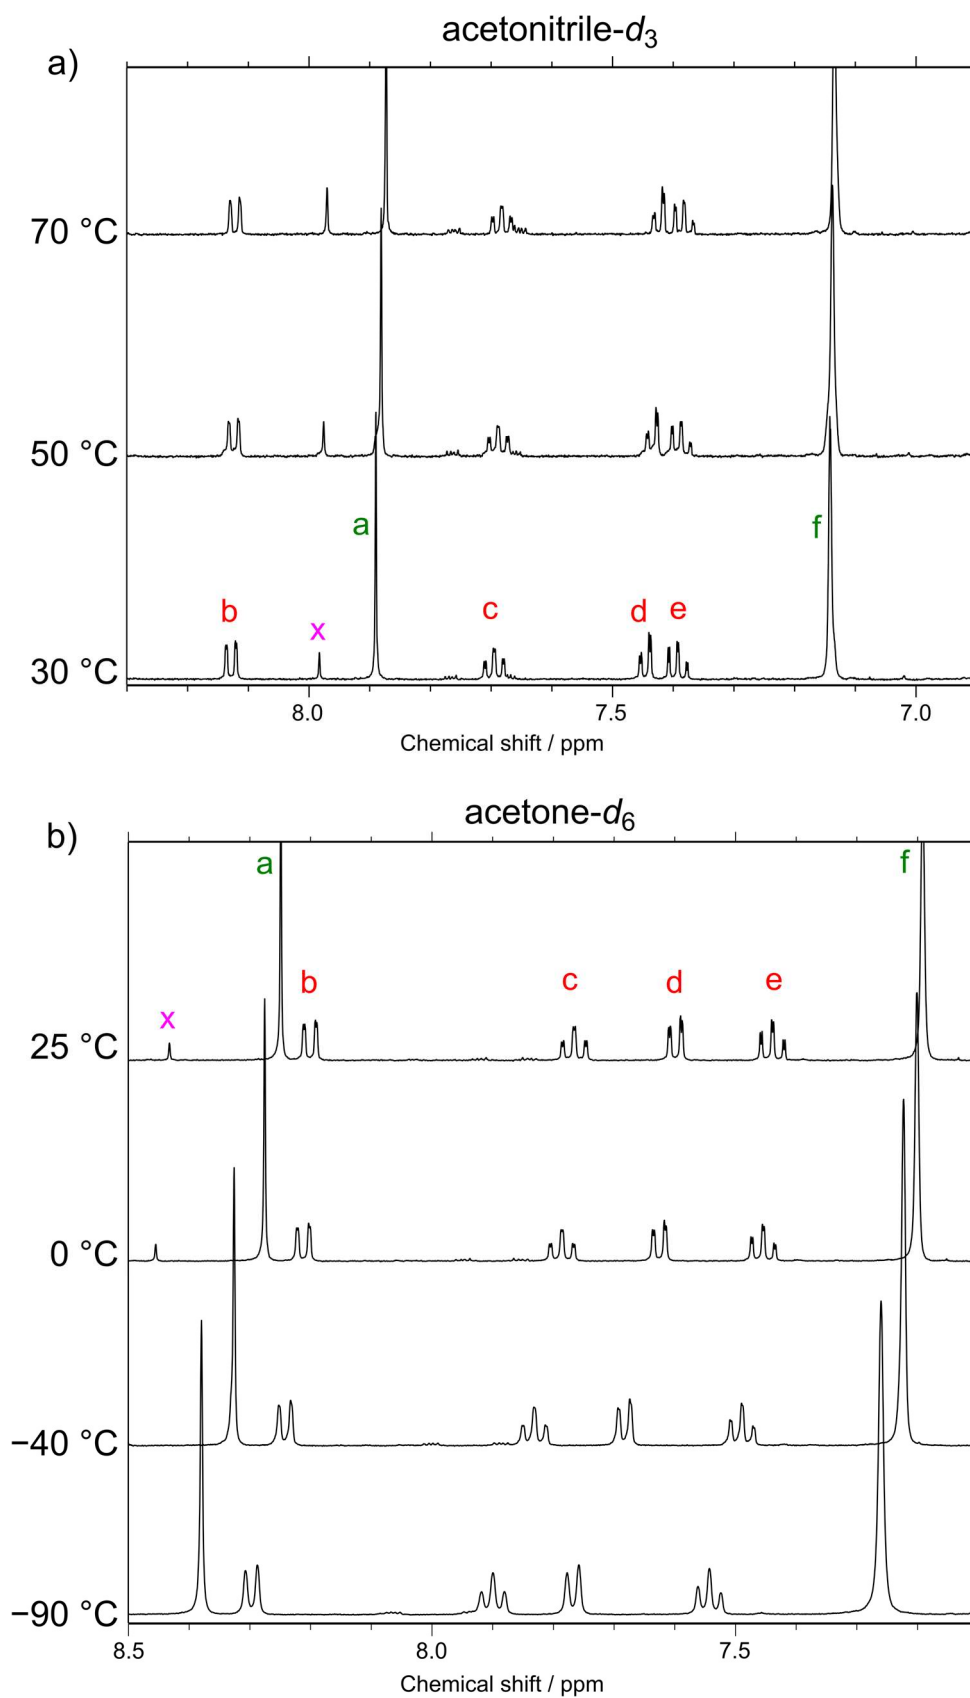 acetonitrile-d3
a)
70 °C
50 °C
a
f
b
x
c
d
e
30 °C
8.0
7.5
7.0
Chemical shift / ppm
acetone-d6
b)
a
f
b
c
d
e
x
25 °C
0 °C
−40 °C
−90 °C
8.5
8.0
7.5
Chemical shift / ppm